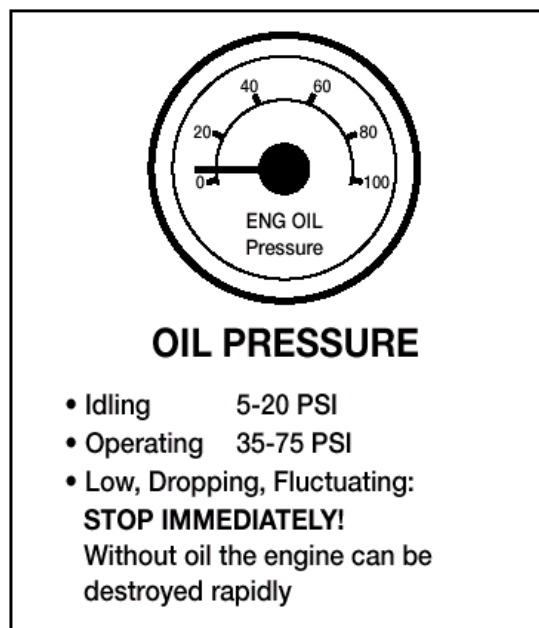 40 60
20 80
0 100
ENG OIL
Pressure
OIL PRESSURE
• Idling 5-20 PSI
• Operating 35-75 PSI
• Low, Dropping, Fluctuating:
STOP IMMEDIATELY!
Without oil the engine can be
destroyed rapidly